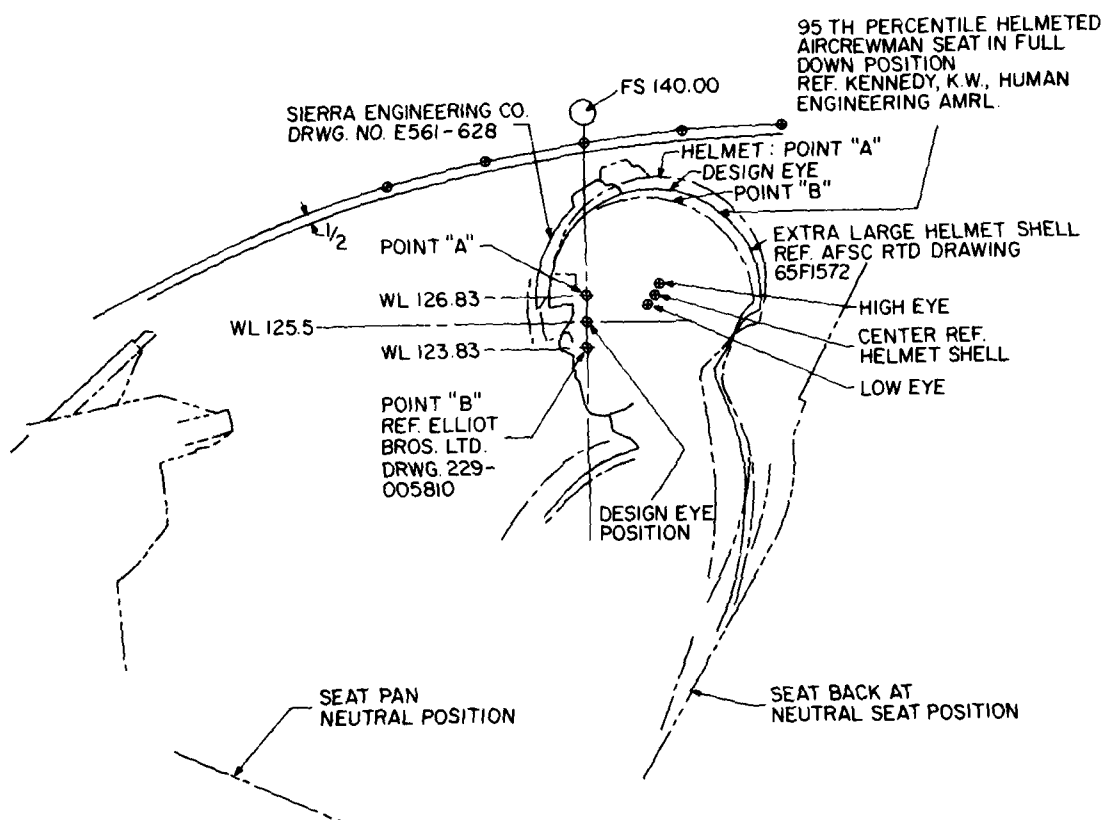 95 TH PERCENTILE HELMETED
AIRCREWMAN SEAT IN FULL
DOWN POSITION
REF. KENNEDY, K.W., HUMAN
ENGINEERING AMRL.
FS 140.00
SIERRA ENGINEERING CO.
DRWG. NO. E561-628
HELMET: POINT "A"
DESIGN EYE
POINT "B"
1/2
POINT "A"
EXTRA LARGE HELMET SHELL
REF. AFSC RTD DRAWING
65F1572
WL 126.83
HIGH EYE
WL 125.5
CENTER REF.
HELMET SHELL
WL 123.83
LOW EYE
POINT "B"
REF. ELLIOT
BROS. LTD.
DRWG. 229-
005810
DESIGN EYE
POSITION
SEAT PAN
NEUTRAL POSITION
SEAT BACK AT
NEUTRAL SEAT POSITION